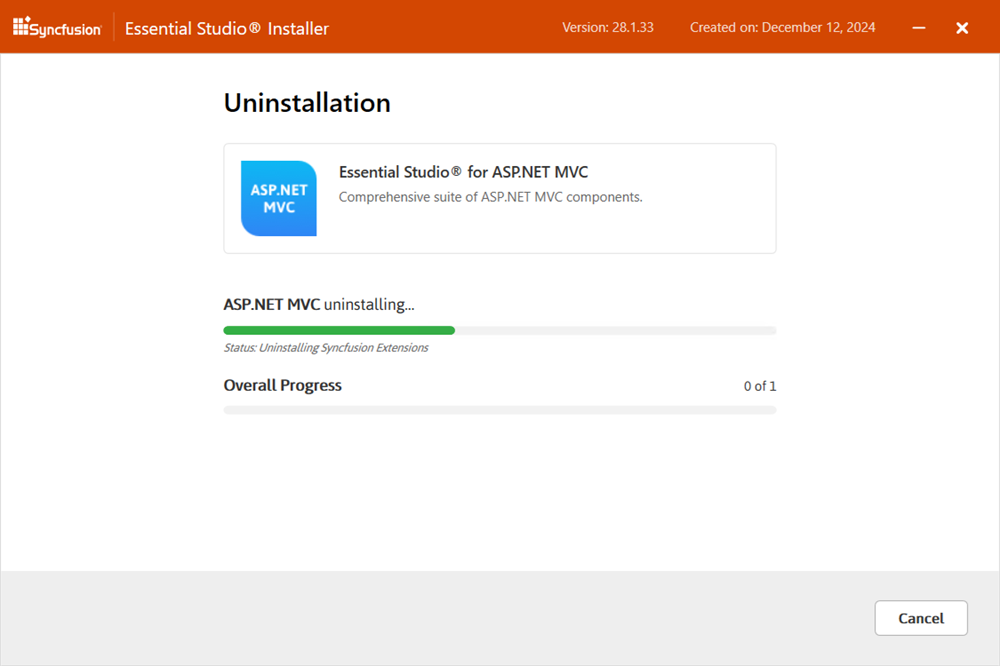 Syncfusion® Essential Studio® Installer Version: 28.1.33 Created on: December 12, 2024
Uninstallation
ASP.NET
MVC
Essential Studio® for ASP.NET MVC
Comprehensive suite of ASP.NET MVC components.
ASP.NET MVC uninstalling...
Status: Uninstalling Syncfusion Extensions
Overall Progress 0 of 1
Cancel